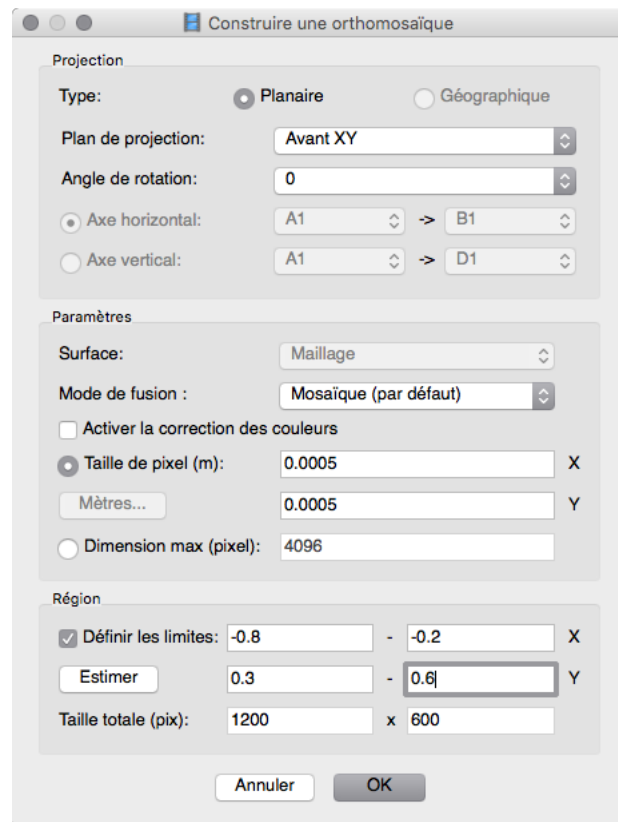 Construire une orthomosaïque
Projection
Type: Planaire Géographique
Plan de projection: Avant XY
Angle de rotation: 0
Axe horizontal: A1 -> B1
Axe vertical: A1 -> D1
Paramètres
Surface: Maillage
Mode de fusion : Mosaïque (par défaut)
Activer la correction des couleurs
Taille de pixel (m): 0.0005 X
Mètres... 0.0005 Y
Dimension max (pixel): 4096
Région
Définir les limites: -0.8 - -0.2 X
Estimer 0.3 - 0.6 Y
Taille totale (pix): 1200 x 600
Annuler OK